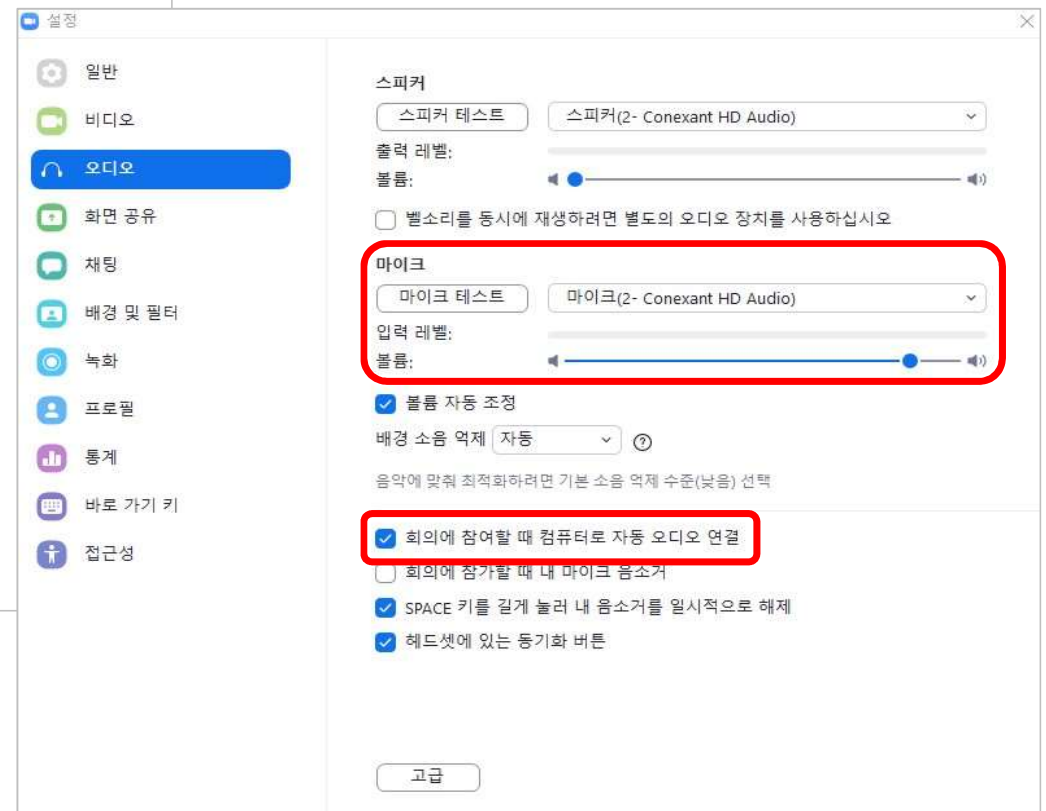 설정
일반
비디오
오디오
화면 공유
채팅
배경 및 필터
녹화
프로필
통계
바로 가기 키
접근성
스피커
스피커 테스트 스피커(2- Conexant HD Audio)
출력 레벨:
볼륨:
벨소리를 동시에 재생하려면 별도의 오디오 장치를 사용하십시오
마이크
마이크 테스트 마이크(2- Conexant HD Audio)
입력 레벨:
볼륨:
볼륨 자동 조정
배경 소음 억제 자동
음악에 맞춰 최적화하려면 기본 소음 억제 수준(낮음) 선택
회의에 참여할 때 컴퓨터로 자동 오디오 연결
회의에 참가할 때 내 마이크 음소거
SPACE 키를 길게 눌러 내 음소거를 일시적으로 해제
헤드셋에 있는 동기화 버튼
고급